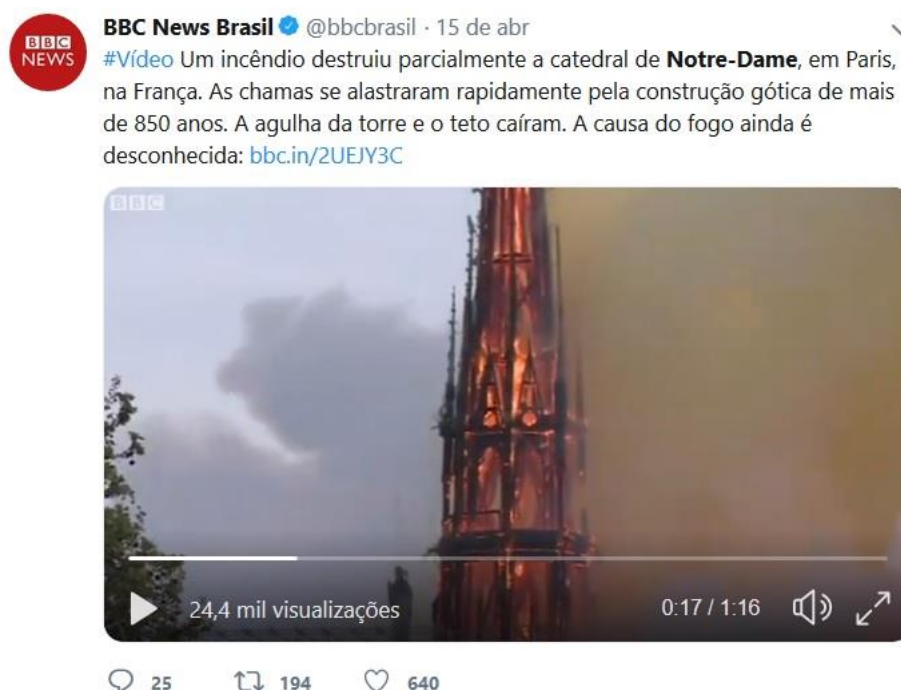 BBC
NEWS
BBC News Brasil @bbcbrasil · 15 de abr
#Vídeo Um incêndio destruiu parcialmente a catedral de Notre-Dame, em Paris,
na França. As chamas se alastraram rapidamente pela construção gótica de mais
de 850 anos. A agulha da torre e o teto caíram. A causa do fogo ainda é
desconhecida: bbc.in/2UEJY3C
BBC
24,4 mil visualizações 0:17 / 1:16
25 194 640